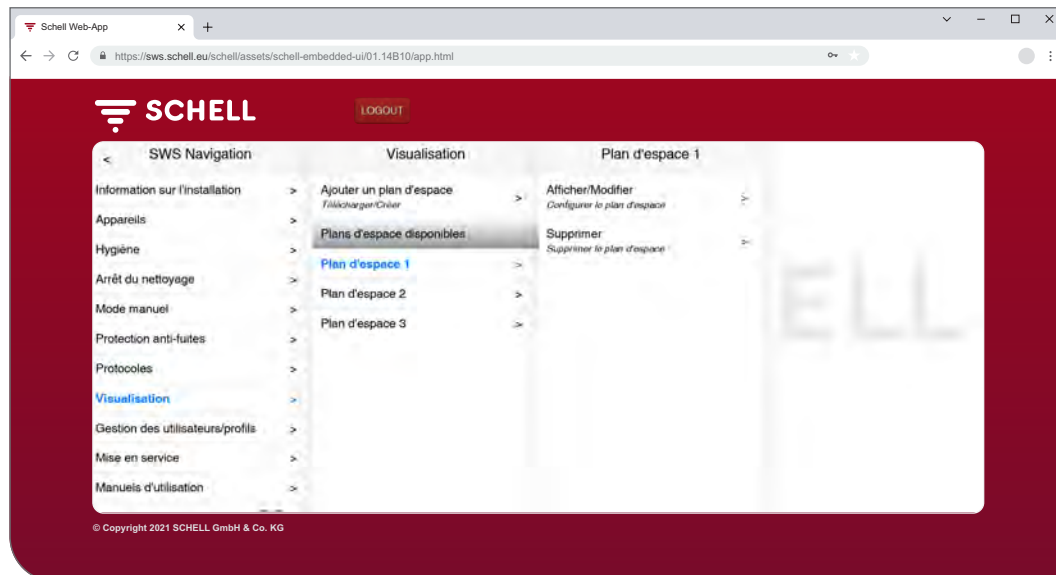 Schell Web-App
https://sws.schell.eu/schell/assets/schell-embedded-ui/01.14B10/app.html
SCHELL
LOGOUT
< SWS Navigation
Information sur l'installation >
Appareils >
Hygiène >
Arrêt du nettoyage >
Mode manuel >
Protection anti-fuites >
Protocoles >
Visualisation >
Gestion des utilisateurs/profils >
Mise en service >
Manuels d'utilisation >
Visualisation
Ajouter un plan d'espace >
Télécharger/Créer
Plans d'espace disponibles
Plan d'espace 1 >
Plan d'espace 2 >
Plan d'espace 3 >
Plan d'espace 1
Afficher/Modifier >
Configurer le plan d'espace
Supprimer >
Supprimer le plan d'espace
ELL
© Copyright 2021 SCHELL GmbH & Co. KG